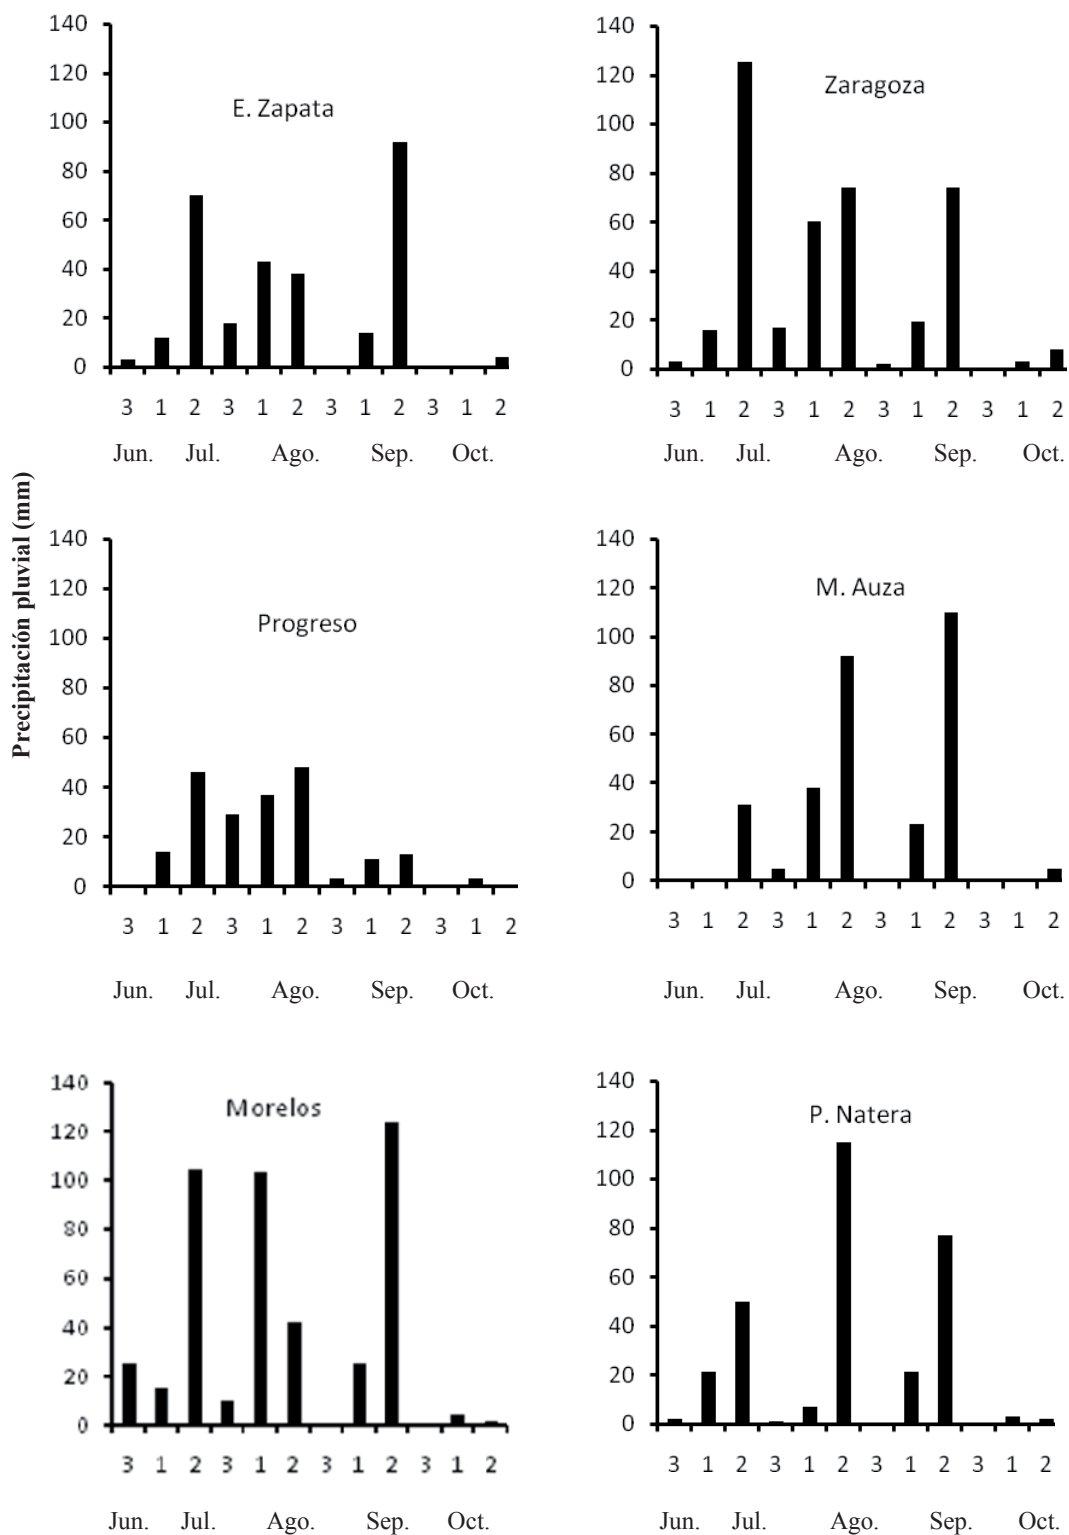 Precipitación pluvial (mm)
140
120
100
80
60
40
20
0
E. Zapata
3 1 2 3 1 2 3 1 2 3 1 2
Jun. Jul. Ago. Sep. Oct.
140
120
100
80
60
40
20
0
Zaragoza
3 1 2 3 1 2 3 1 2 3 1 2
Jun. Jul. Ago. Sep. Oct.
140
120
100
80
60
40
20
0
Progreso
3 1 2 3 1 2 3 1 2 3 1 2
Jun. Jul. Ago. Sep. Oct.
140
120
100
80
60
40
20
0
M. Auza
3 1 2 3 1 2 3 1 2 3 1 2
Jun. Jul. Ago. Sep. Oct.
140
120
100
80
60
40
20
0
Morelos
3 1 2 3 1 2 3 1 2 3 1 2
Jun. Jul. Ago. Sep. Oct.
140
120
100
80
60
40
20
0
P. Natera
3 1 2 3 1 2 3 1 2 3 1 2
Jun. Jul. Ago. Sep. Oct.